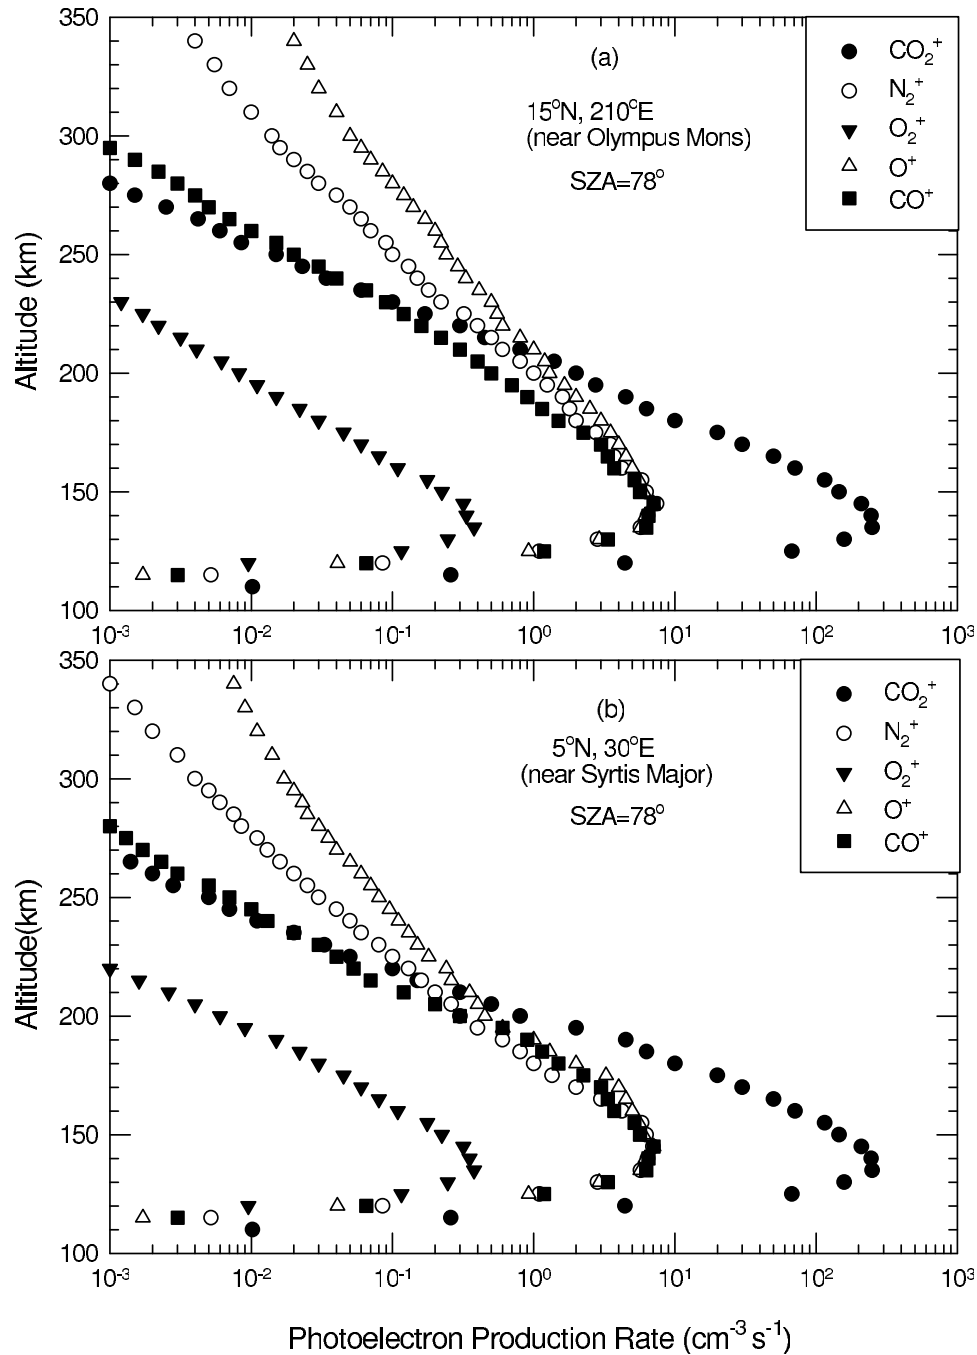 350
300
250
200
150
100
Altitude (km)
(a)
15°N, 210°E
(near Olympus Mons)
SZA=78°
CO₂⁺
N₂⁺
O₂⁺
O⁺
CO⁺
10⁻³ 10⁻² 10⁻¹ 10⁰ 10¹ 10² 10³
350
300
250
200
150
100
Altitude(km)
(b)
5°N, 30°E
(near Syrtis Major)
SZA=78°
CO₂⁺
N₂⁺
O₂⁺
O⁺
CO⁺
10⁻³ 10⁻² 10⁻¹ 10⁰ 10¹ 10² 10³
Photoelectron Production Rate (cm⁻³ s⁻¹)